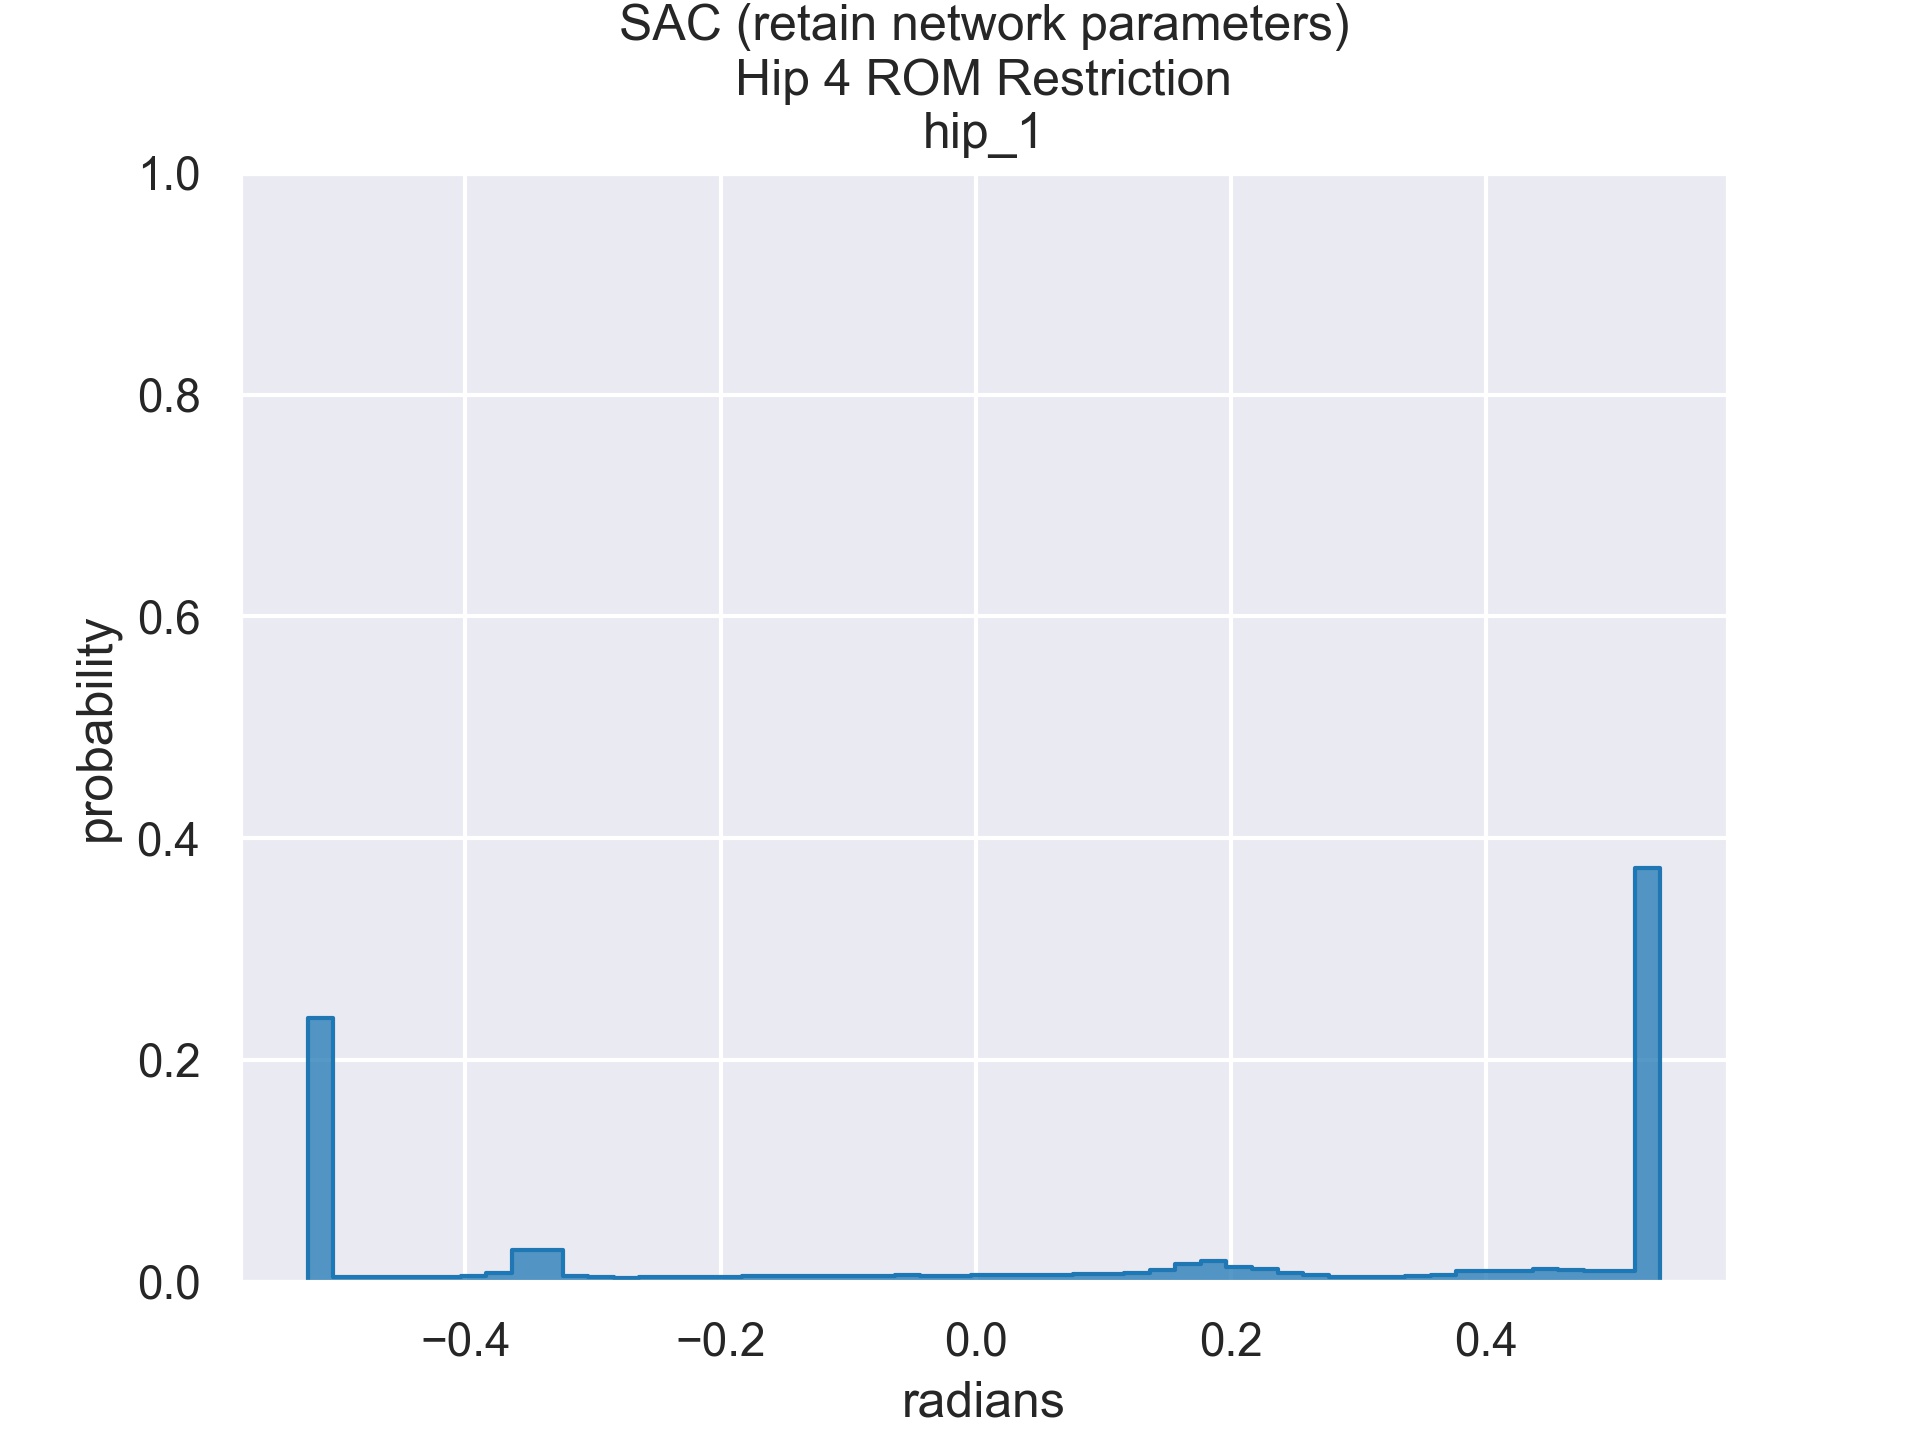 SAC (retain network parameters)
Hip 4 ROM Restriction
hip_1
1.0
0.8
0.6
0.4
0.2
0.0
probability
−0.4
−0.2
0.0
0.2
0.4
radians